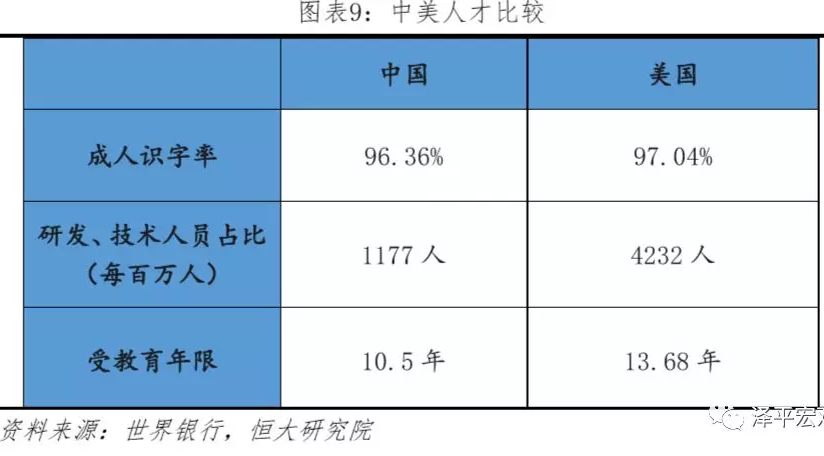 图表9：中美人才比较
中国 美国
成人识字率 96.36% 97.04%
研发、技术人员占比
（每百万人） 1177 人 4232 人
受教育年限 10.5 年 13.68 年
泽平宏
资料来源：世界银行，恒大研究院